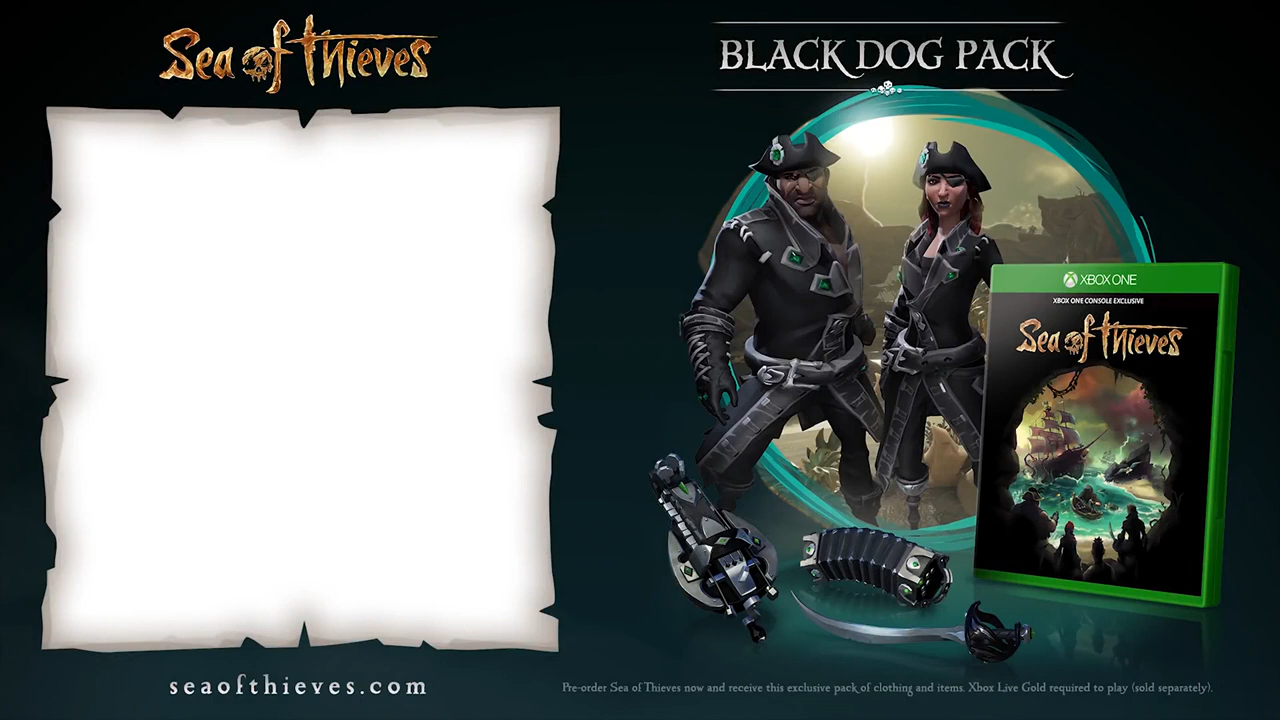 Sea of Thieves
seaofthieves.com
BLACK DOG PACK
XBOX ONE
XBOX ONE CONSOLE EXCLUSIVE
Sea of Thieves
Pre-order Sea of Thieves now and receive this exclusive pack of clothing and items. Xbox Live Gold required to play (sold separately).